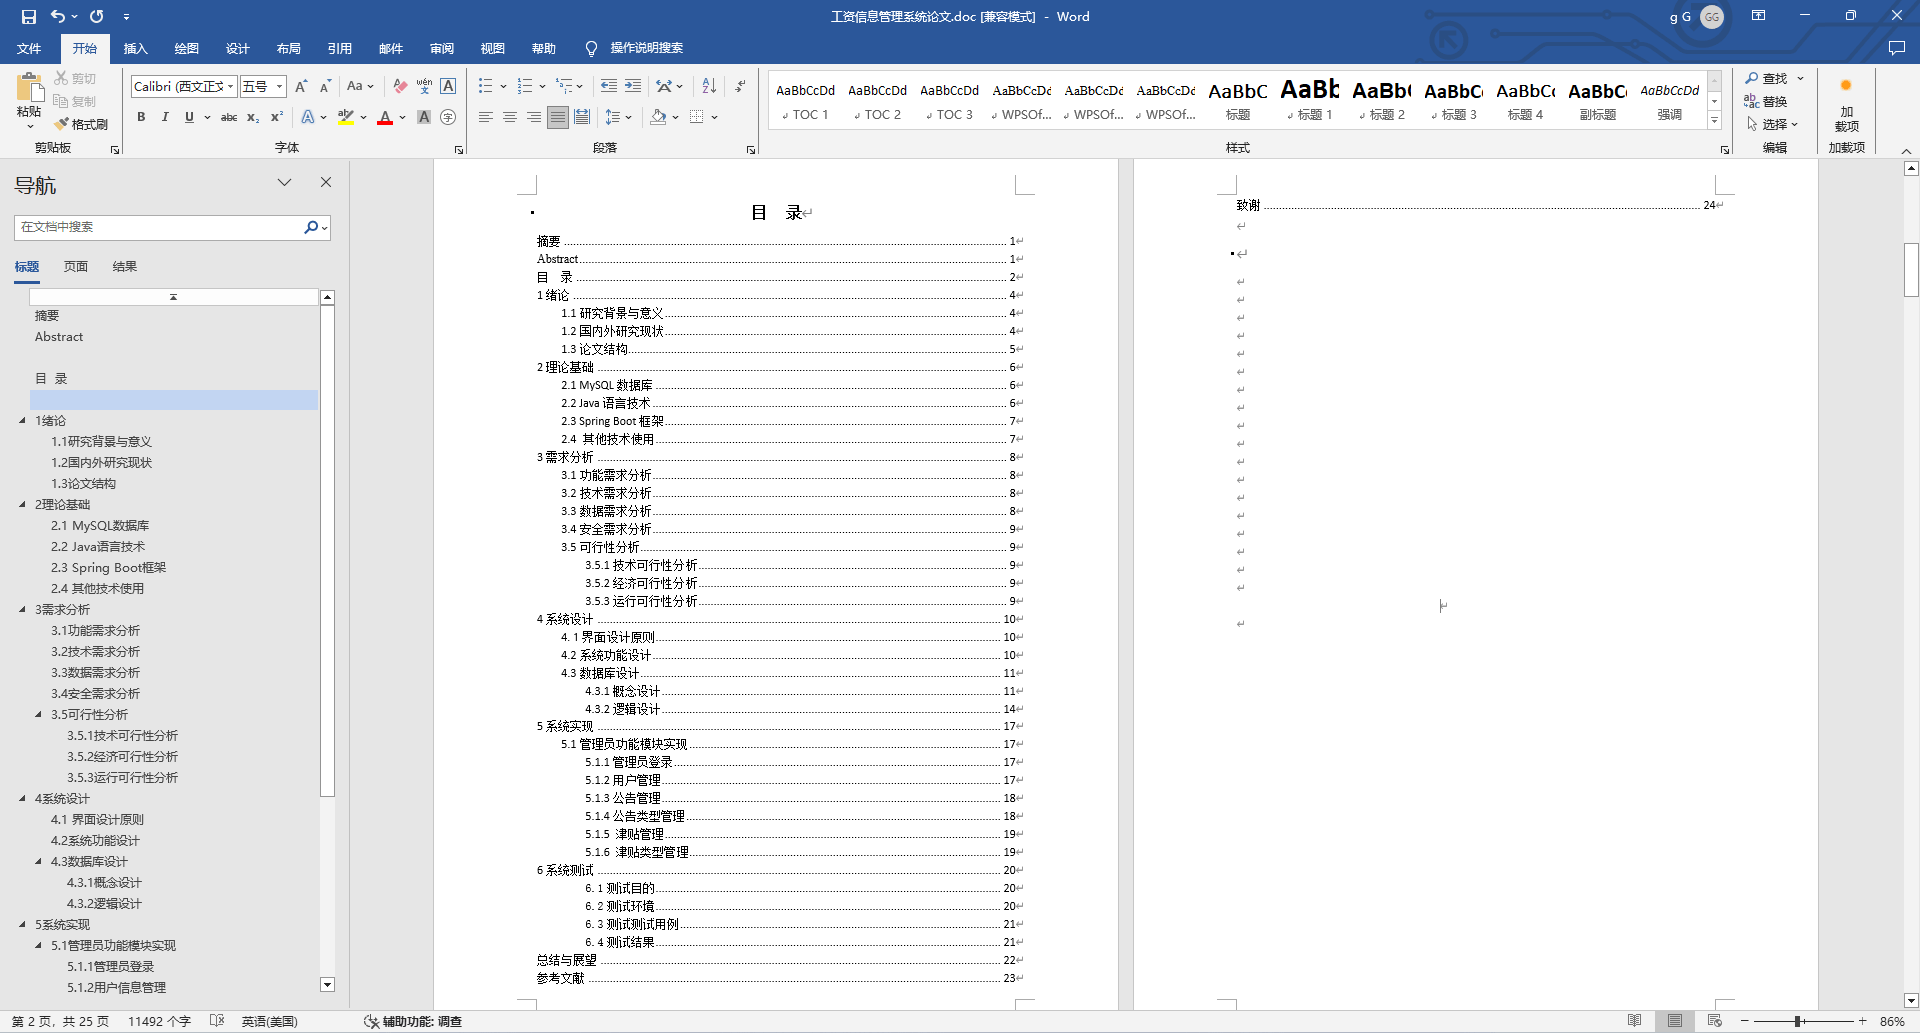 工资信息管理系统论文.doc [兼容模式] - Word
g G GG
文件 开始 插入 绘图 设计 布局 引用 邮件 审阅 视图 帮助 操作说明搜索
粘贴 剪切 复制 格式刷
Calibri (西文正文 五号
AaBbCcDd AaBbCcDd AaBbCcDd AaBbCcDc AaBbCcDc AaBbCcDc AaBbC AaBb AaBb( AaBbC AaBbC AaBbC AaBbCcDd
TOC 1 TOC 2 TOC 3 WPSOf... WPSOf... WPSOf... 标题 标题 1 标题 2 标题 3 标题 4 副标题 强调
查找 替换 选择
加载项
剪贴板 字体 段落 样式 编辑 加载项
导航
在文档中搜索
标题 页面 结果
摘要
Abstract
目 录
1绪论
1.1研究背景与意义
1.2国内外研究现状
1.3论文结构
2理论基础
2.1 MySQL数据库
2.2 Java语言技术
2.3 Spring Boot框架
2.4 其他技术使用
3需求分析
3.1功能需求分析
3.2技术需求分析
3.3数据需求分析
3.4安全需求分析
3.5可行性分析
3.5.1技术可行性分析
3.5.2经济可行性分析
3.5.3运行可行性分析
4系统设计
4.1 界面设计原则
4.2系统功能设计
4.3数据库设计
4.3.1概念设计
4.3.2逻辑设计
5系统实现
5.1管理员功能模块实现
5.1.1管理员登录
5.1.2用户信息管理
目 录
摘要 1
Abstract 1
目 录 2
1 绪论 4
1.1 研究背景与意义 4
1.2 国内外研究现状 4
1.3 论文结构 5
2 理论基础 6
2.1 MySQL 数据库 6
2.2 Java 语言技术 6
2.3 Spring Boot 框架 7
2.4 其他技术使用 7
3 需求分析 8
3.1 功能需求分析 8
3.2 技术需求分析 8
3.3 数据需求分析 8
3.4 安全需求分析 9
3.5 可行性分析 9
3.5.1 技术可行性分析 9
3.5.2 经济可行性分析 9
3.5.3 运行可行性分析 9
4 系统设计 10
4. 1 界面设计原则 10
4.2 系统功能设计 10
4.3 数据库设计 11
4.3.1 概念设计 11
4.3.2 逻辑设计 14
5 系统实现 17
5.1 管理员功能模块实现 17
5.1.1 管理员登录 17
5.1.2 用户管理 17
5.1.3 公告管理 18
5.1.4 公告类型管理 18
5.1.5 津贴管理 19
5.1.6 津贴类型管理 19
6 系统测试 20
6. 1 测试目的 20
6. 2 测试环境 20
6. 3 测试测试用例 21
6. 4 测试结果 21
总结与展望 22
参考文献 23
致谢 24
第 2 页，共 25 页 11492 个字 英语(美国) 辅助功能: 调查 86%